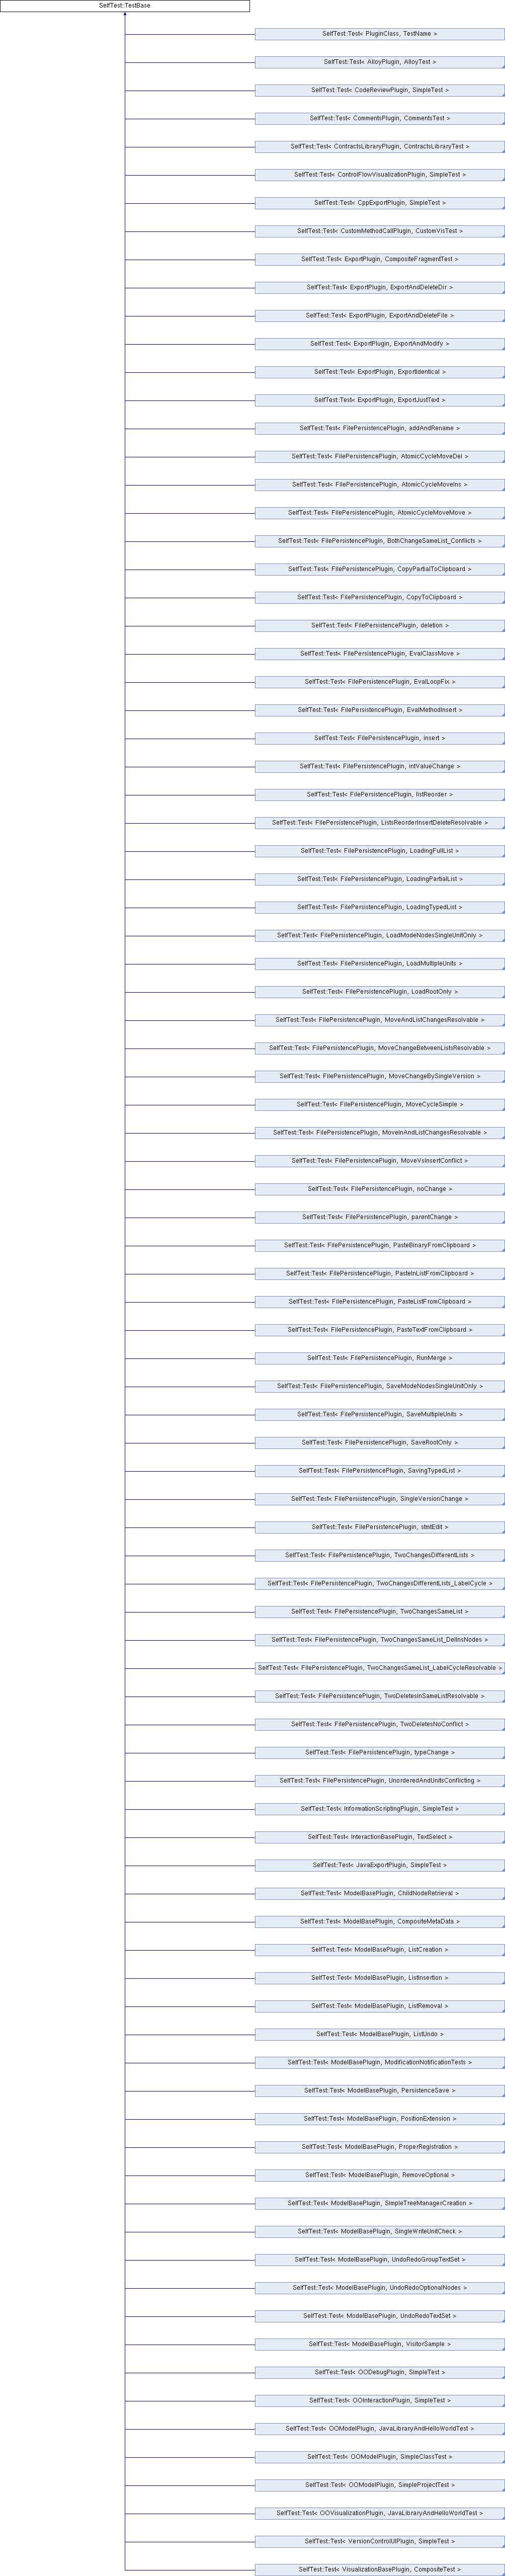 SelfTest::TestBase
SelfTest::Test< PluginClass, TestName >
SelfTest::Test< AlloyPlugin, AlloyTest >
SelfTest::Test< CodeReviewPlugin, SimpleTest >
SelfTest::Test< CommentsPlugin, CommentsTest >
SelfTest::Test< ContractsLibraryPlugin, ContractsLibraryTest >
SelfTest::Test< ControlFlowVisualizationPlugin, SimpleTest >
SelfTest::Test< CppExportPlugin, SimpleTest >
SelfTest::Test< CustomMethodCallPlugin, CustomVisTest >
SelfTest::Test< ExportPlugin, CompositeFragmentTest >
SelfTest::Test< ExportPlugin, ExportAndDeleteDir >
SelfTest::Test< ExportPlugin, ExportAndDeleteFile >
SelfTest::Test< ExportPlugin, ExportAndModify >
SelfTest::Test< ExportPlugin, ExportIdentical >
SelfTest::Test< ExportPlugin, ExportJustText >
SelfTest::Test< FilePersistencePlugin, addAndRename >
SelfTest::Test< FilePersistencePlugin, AtomicCycleMoveDel >
SelfTest::Test< FilePersistencePlugin, AtomicCycleMoveIns >
SelfTest::Test< FilePersistencePlugin, AtomicCycleMoveMove >
SelfTest::Test< FilePersistencePlugin, BothChangeSameList_Conflicts >
SelfTest::Test< FilePersistencePlugin, CopyPartialToClipboard >
SelfTest::Test< FilePersistencePlugin, CopyToClipboard >
SelfTest::Test< FilePersistencePlugin, deletion >
SelfTest::Test< FilePersistencePlugin, EvalClassMove >
SelfTest::Test< FilePersistencePlugin, EvalLoopFix >
SelfTest::Test< FilePersistencePlugin, EvalMethodInsert >
SelfTest::Test< FilePersistencePlugin, insert >
SelfTest::Test< FilePersistencePlugin, intValueChange >
SelfTest::Test< FilePersistencePlugin, listReorder >
SelfTest::Test< FilePersistencePlugin, ListsReorderInsertDeleteResolvable >
SelfTest::Test< FilePersistencePlugin, LoadingFullList >
SelfTest::Test< FilePersistencePlugin, LoadingPartialList >
SelfTest::Test< FilePersistencePlugin, LoadingTypedList >
SelfTest::Test< FilePersistencePlugin, LoadModeNodesSingleUnitOnly >
SelfTest::Test< FilePersistencePlugin, LoadMultipleUnits >
SelfTest::Test< FilePersistencePlugin, LoadRootOnly >
SelfTest::Test< FilePersistencePlugin, MoveAndListChangesResolvable >
SelfTest::Test< FilePersistencePlugin, MoveChangeBetweenListsResolvable >
SelfTest::Test< FilePersistencePlugin, MoveChangeBySingleVersion >
SelfTest::Test< FilePersistencePlugin, MoveCycleSimple >
SelfTest::Test< FilePersistencePlugin, MoveInAndListChangesResolvable >
SelfTest::Test< FilePersistencePlugin, MoveVsInsertConflict >
SelfTest::Test< FilePersistencePlugin, noChange >
SelfTest::Test< FilePersistencePlugin, parentChange >
SelfTest::Test< FilePersistencePlugin, PasteBinaryFromClipboard >
SelfTest::Test< FilePersistencePlugin, PasteInListFromClipboard >
SelfTest::Test< FilePersistencePlugin, PasteListFromClipboard >
SelfTest::Test< FilePersistencePlugin, PasteTextFromClipboard >
SelfTest::Test< FilePersistencePlugin, RunMerge >
SelfTest::Test< FilePersistencePlugin, SaveModeNodesSingleUnitOnly >
SelfTest::Test< FilePersistencePlugin, SaveMultipleUnits >
SelfTest::Test< FilePersistencePlugin, SaveRootOnly >
SelfTest::Test< FilePersistencePlugin, SavingTypedList >
SelfTest::Test< FilePersistencePlugin, SingleVersionChange >
SelfTest::Test< FilePersistencePlugin, stmtEdit >
SelfTest::Test< FilePersistencePlugin, TwoChangesDifferentLists >
SelfTest::Test< FilePersistencePlugin, TwoChangesDifferentLists_LabelCycle >
SelfTest::Test< FilePersistencePlugin, TwoChangesSameList >
SelfTest::Test< FilePersistencePlugin, TwoChangesSameList_DelInsNodes >
SelfTest::Test< FilePersistencePlugin, TwoChangesSameList_LabelCycleResolvable >
SelfTest::Test< FilePersistencePlugin, TwoDeletesInSameListResolvable >
SelfTest::Test< FilePersistencePlugin, TwoDeletesNoConflict >
SelfTest::Test< FilePersistencePlugin, typeChange >
SelfTest::Test< FilePersistencePlugin, UnorderedAndUnitsConflicting >
SelfTest::Test< InformationScriptingPlugin, SimpleTest >
SelfTest::Test< InteractionBasePlugin, TextSelect >
SelfTest::Test< JavaExportPlugin, SimpleTest >
SelfTest::Test< ModelBasePlugin, ChildNodeRetrieval >
SelfTest::Test< ModelBasePlugin, CompositeMetaData >
SelfTest::Test< ModelBasePlugin, ListCreation >
SelfTest::Test< ModelBasePlugin, ListInsertion >
SelfTest::Test< ModelBasePlugin, ListRemoval >
SelfTest::Test< ModelBasePlugin, ListUndo >
SelfTest::Test< ModelBasePlugin, ModificationNotificationTests >
SelfTest::Test< ModelBasePlugin, PersistenceSave >
SelfTest::Test< ModelBasePlugin, PositionExtension >
SelfTest::Test< ModelBasePlugin, ProperRegistration >
SelfTest::Test< ModelBasePlugin, RemoveOptional >
SelfTest::Test< ModelBasePlugin, SimpleTreeManagerCreation >
SelfTest::Test< ModelBasePlugin, SingleWriteUnitCheck >
SelfTest::Test< ModelBasePlugin, UndoRedoGroupTextSet >
SelfTest::Test< ModelBasePlugin, UndoRedoOptionalNodes >
SelfTest::Test< ModelBasePlugin, UndoRedoTextSet >
SelfTest::Test< ModelBasePlugin, VisitorSample >
SelfTest::Test< OODebugPlugin, SimpleTest >
SelfTest::Test< OOInteractionPlugin, SimpleTest >
SelfTest::Test< OOModelPlugin, JavaLibraryAndHelloWorldTest >
SelfTest::Test< OOModelPlugin, SimpleClassTest >
SelfTest::Test< OOModelPlugin, SimpleProjectTest >
SelfTest::Test< OOVisualizationPlugin, JavaLibraryAndHelloWorldTest >
SelfTest::Test< VersionControlUIPlugin, SimpleTest >
SelfTest::Test< VisualizationBasePlugin, CompositeTest >